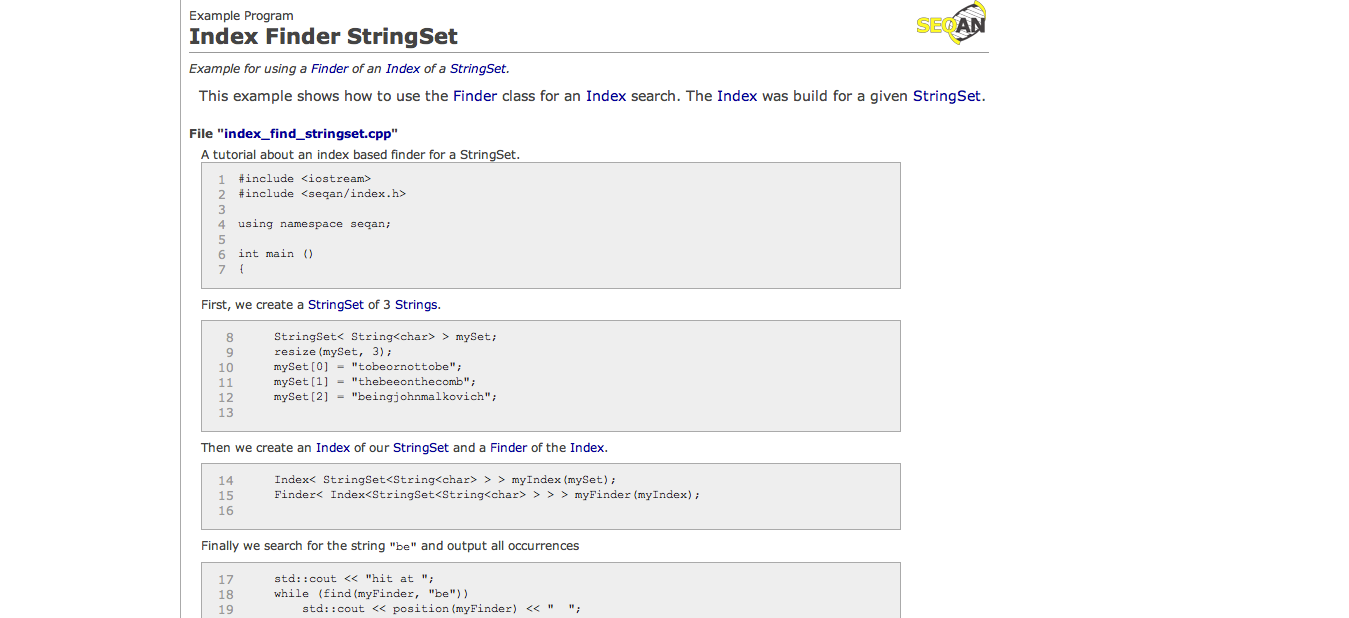 Example Program
Index Finder StringSet
SEQAN
Example for using a Finder of an Index of a StringSet.
This example shows how to use the Finder class for an Index search. The Index was build for a given StringSet.
File "index_find_stringset.cpp"
A tutorial about an index based finder for a StringSet.
1 #include <iostream>
2 #include <seqan/index.h>
3
4 using namespace seqan;
5
6 int main ()
7 {
First, we create a StringSet of 3 Strings.
8 StringSet< String<char> > mySet;
9 resize(mySet, 3);
10 mySet[0] = "tobeornottobe";
11 mySet[1] = "thebeeonthecomb";
12 mySet[2] = "beingjohnmalkovich";
13
Then we create an Index of our StringSet and a Finder of the Index.
14 Index< StringSet<String<char> > > myIndex(mySet);
15 Finder< Index<StringSet<String<char> > > > myFinder(myIndex);
16
Finally we search for the string "be" and output all occurrences
17 std::cout << "hit at ";
18 while (find(myFinder, "be"))
19 std::cout << position(myFinder) << "  ";